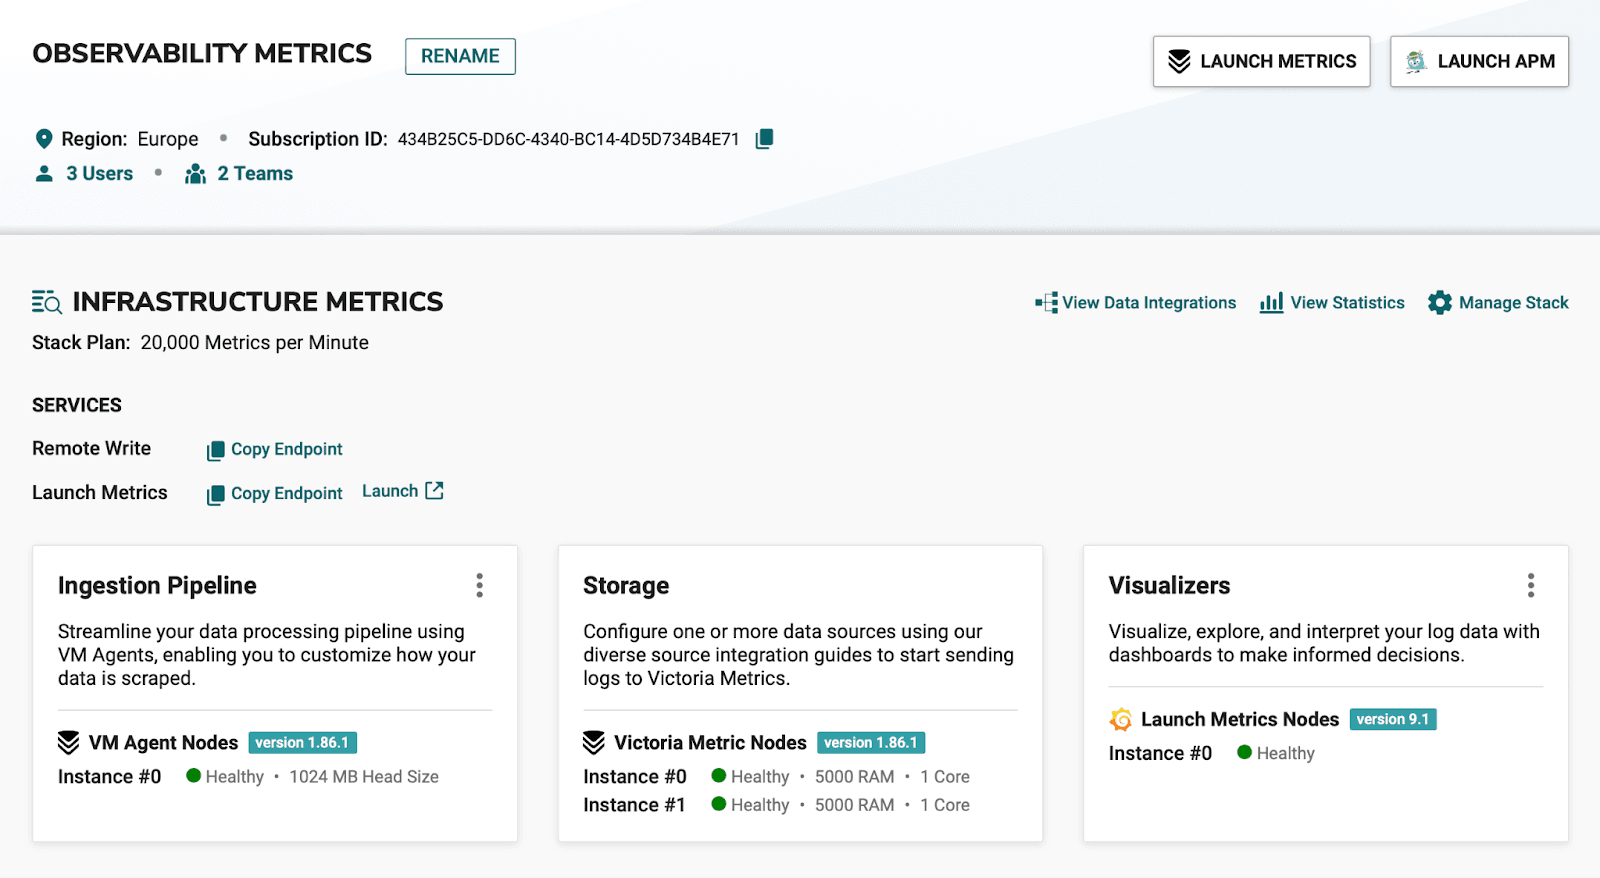 OBSERVABILITY METRICS RENAME
LAUNCH METRICS LAUNCH APM
Region: Europe • Subscription ID: 434B25C5-DD6C-4340-BC14-4D5D734B4E71
3 Users • 2 Teams
INFRASTRUCTURE METRICS
View Data Integrations View Statistics Manage Stack
Stack Plan: 20,000 Metrics per Minute
SERVICES
Remote Write Copy Endpoint
Launch Metrics Copy Endpoint Launch
Ingestion Pipeline
Streamline your data processing pipeline using
VM Agents, enabling you to customize how your
data is scraped.
VM Agent Nodes version 1.86.1
Instance #0 Healthy • 1024 MB Head Size
Storage
Configure one or more data sources using our
diverse source integration guides to start sending
logs to Victoria Metrics.
Victoria Metric Nodes version 1.86.1
Instance #0 Healthy • 5000 RAM • 1 Core
Instance #1 Healthy • 5000 RAM • 1 Core
Visualizers
Visualize, explore, and interpret your log data with
dashboards to make informed decisions.
Launch Metrics Nodes version 9.1
Instance #0 Healthy